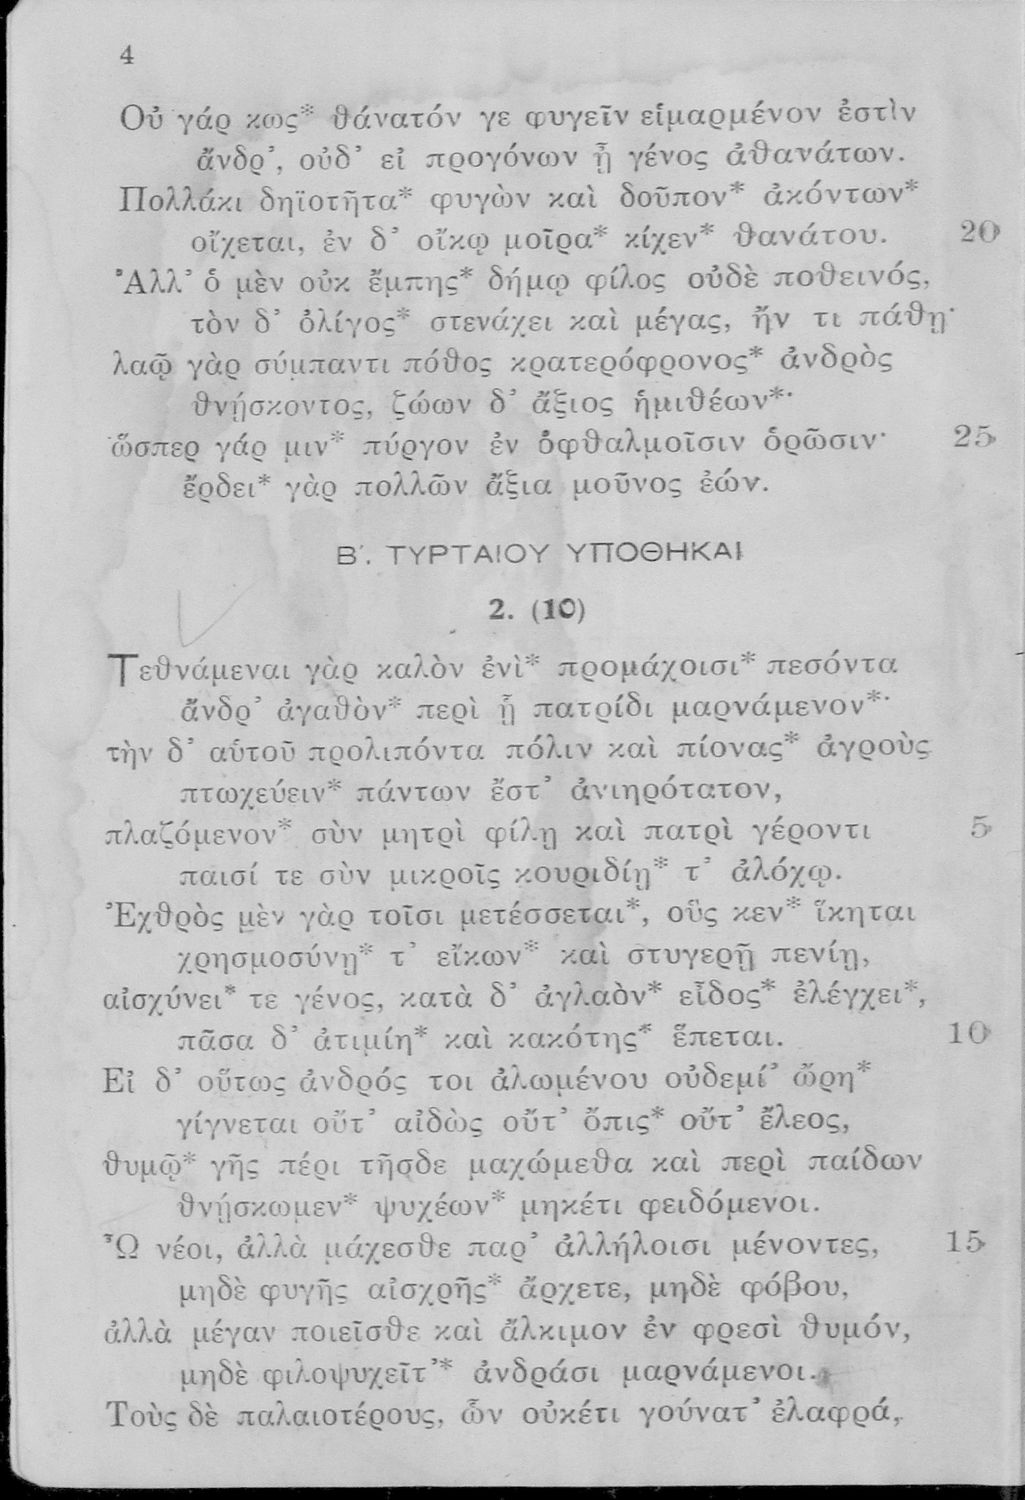 4
Οὐ γάρ κως* θάνατόν γε φυγεῖν εἱμαρμένον ἐστὶν
ἄνδρ', οὐδ' εἰ προγόνων ᾖ γένος ἀθανάτων.
Πολλάκι δηϊοτῆτα* φυγὼν καὶ δοῦπον* ἀκόντων*
οἴχεται, ἐν δ' οἴκῳ μοῖρα* κίχεν* θανάτου. 20
Ἀλλ' ὁ μὲν οὐκ ἔμπης* δήμῳ φίλος οὐδὲ ποθεινός,
τὸν δ' ὀλίγος* στενάχει καὶ μέγας, ἤν τι πάθῃ·
λαῷ γὰρ σύμπαντι πόθος κρατερόφρονος* ἀνδρὸς
θνῄσκοντος, ζώων δ' ἄξιος ἡμιθέων*·
ὥσπερ γάρ μιν* πύργον ἐν ὀφθαλμοῖσιν ὁρῶσιν· 25
ἔρδει* γὰρ πολλῶν ἄξια μοῦνος ἐών.
Β΄. ΤΥΡΤΑΙΟΥ ΥΠΟΘΗΚΑΙ
2. (10)
Τεθνάμεναι γὰρ καλὸν ἐνὶ* προμάχοισι* πεσόντα
ἄνδρ' ἀγαθὸν* περὶ ᾗ πατρίδι μαρνάμενον*·
τὴν δ' αὑτοῦ προλιπόντα πόλιν καὶ πίονας* ἀγροὺς
πτωχεύειν* πάντων ἔστ' ἀνιηρότατον,
πλαζόμενον* σὺν μητρὶ φίλῃ καὶ πατρὶ γέροντι 5
παισί τε σὺν μικροῖς κουριδίῃ* τ' ἀλόχῳ.
Ἐχθρὸς μὲν γὰρ τοῖσι μετέσσεται*, οὕς κεν* ἵκηται
χρησμοσύνῃ* τ' εἴκων* καὶ στυγερῇ πενίῃ,
αἰσχύνει* τε γένος, κατὰ δ' ἀγλαὸν* εἶδος* ἐλέγχει*,
πᾶσα δ' ἀτιμίη* καὶ κακότης* ἕπεται. 10
Εἰ δ' οὕτως ἀνδρός τοι ἀλωμένου οὐδεμί' ὤρη*
γίγνεται οὔτ' αἰδὼς οὔτ' ὄπις* οὔτ' ἔλεος,
θυμῷ* γῆς πέρι τῆσδε μαχώμεθα καὶ περὶ παίδων
θνῄσκωμεν* ψυχέων* μηκέτι φειδόμενοι.
Ὦ νέοι, ἀλλὰ μάχεσθε παρ' ἀλλήλοισι μένοντες, 15
μηδὲ φυγῆς αἰσχρῆς* ἄρχετε, μηδὲ φόβου,
ἀλλὰ μέγαν ποιεῖσθε καὶ ἄλκιμον ἐν φρεσὶ θυμόν,
μηδὲ φιλοψυχεῖτ'* ἀνδράσι μαρνάμενοι.
Τοὺς δὲ παλαιοτέρους, ὧν οὐκέτι γούνατ' ἐλαφρά,